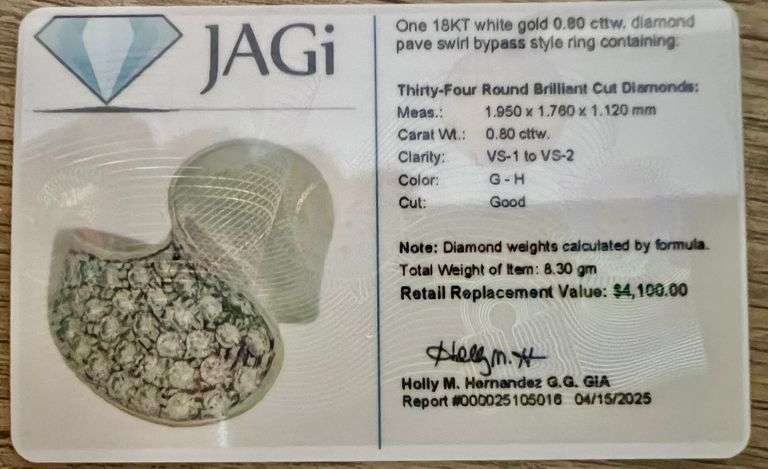 JAGi
One 18KT white gold 0.80 cttw. diamond
pave swirl bypass style ring containing:
Thirty-Four Round Brilliant Cut Diamonds:
Meas.: 1.950 x 1.760 x 1.120 mm
Carat Wt.: 0.80 cttw.
Clarity: VS-1 to VS-2
Color: G - H
Cut: Good
Note: Diamond weights calculated by formula.
Total Weight of Item: 8.30 gm
Retail Replacement Value: $4,100.00
Holly M. H
Holly M. Hernandez G.G. GIA
Report #000025105016 04/15/2025